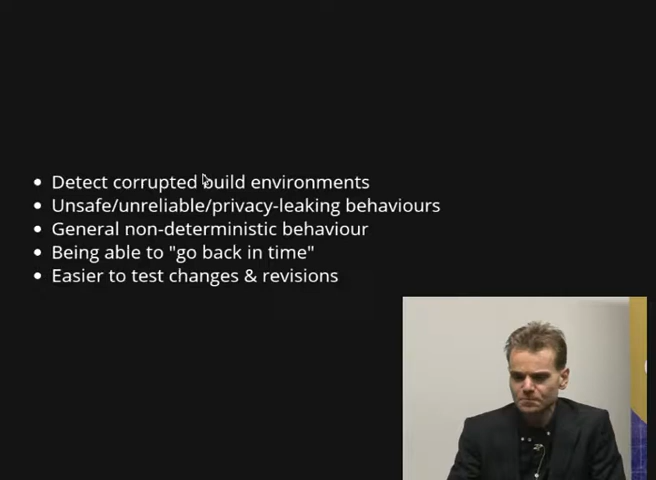 Detect corrupted build environments
Unsafe/unreliable/privacy-leaking behaviours
General non-deterministic behaviour
Being able to "go back in time"
Easier to test changes & revisions